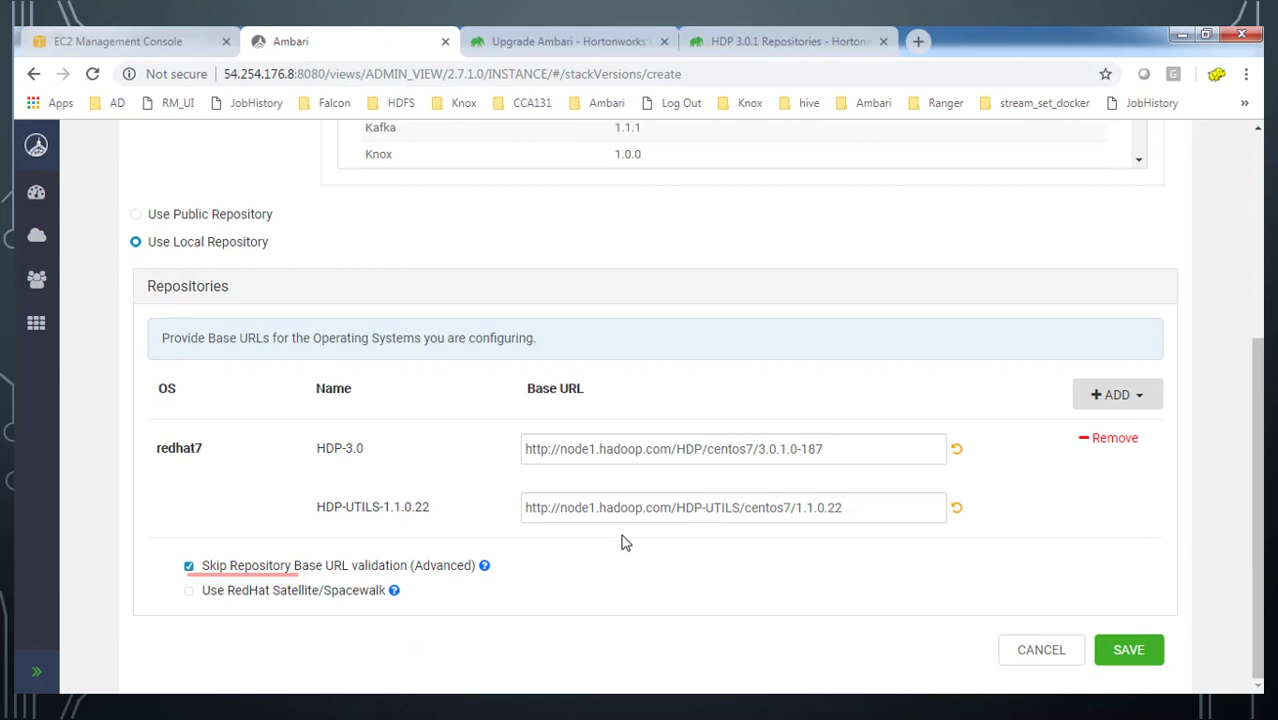 EC2 Management Console
Ambari
Upgrade Ambari - Hortonworks
HDP 3.0.1 Repositories - Horton
Not secure
54.254.176.8:8080/views/ADMIN_VIEW/2.7.1.0/INSTANCE/#/stackVersions/create
Apps AD RM_UI JobHistory Falcon HDFS Knox CCA131 Ambari Log Out Knox hive Ambari Ranger stream_set_docker JobHistory »
Kafka 1.1.1
Knox 1.0.0
Use Public Repository
Use Local Repository
Repositories
Provide Base URLs for the Operating Systems you are configuring.
OS Name Base URL
+ ADD
redhat7 HDP-3.0 http://node1.hadoop.com/HDP/centos7/3.0.1.0-187
Remove
HDP-UTILS-1.1.0.22 http://node1.hadoop.com/HDP-UTILS/centos7/1.1.0.22
Skip Repository Base URL validation (Advanced) ?
Use RedHat Satellite/Spacewalk ?
CANCEL SAVE